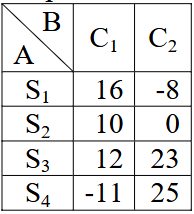 B
A C₁ C₂
S₁ 16 -8
S₂ 10 0
S₃ 12 23
S₄ -11 25